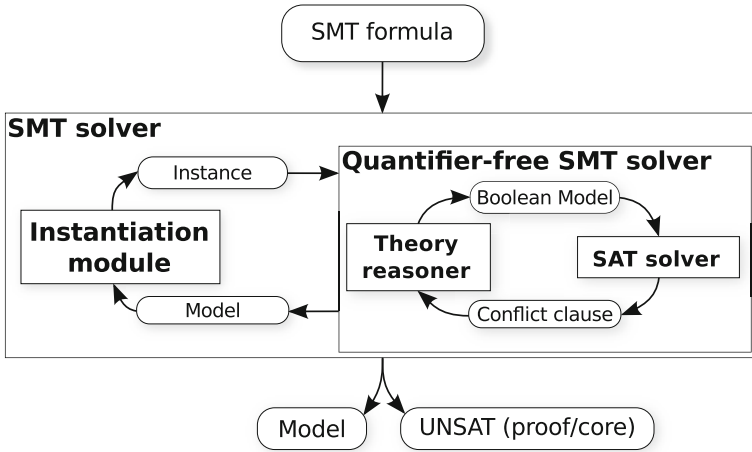 SMT formula
SMT solver
Quantifier-free SMT solver
Instance
Boolean Model
Instantiation
module
Theory
reasoner
SAT solver
Model
Conflict clause
Model
UNSAT (proof/core)